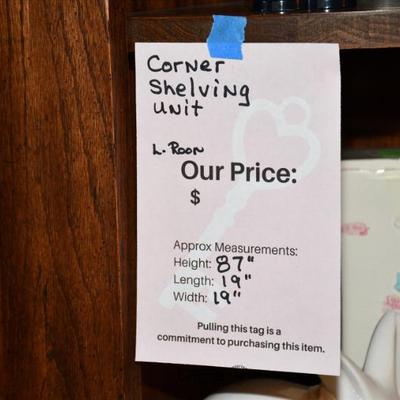 Corner
Shelving
Unit
L. Roon
Our Price:
$
Approx Measurements:
Height: 87"
Length: 19"
Width: 19"
Pulling this tag is a
commitment to purchasing this item.